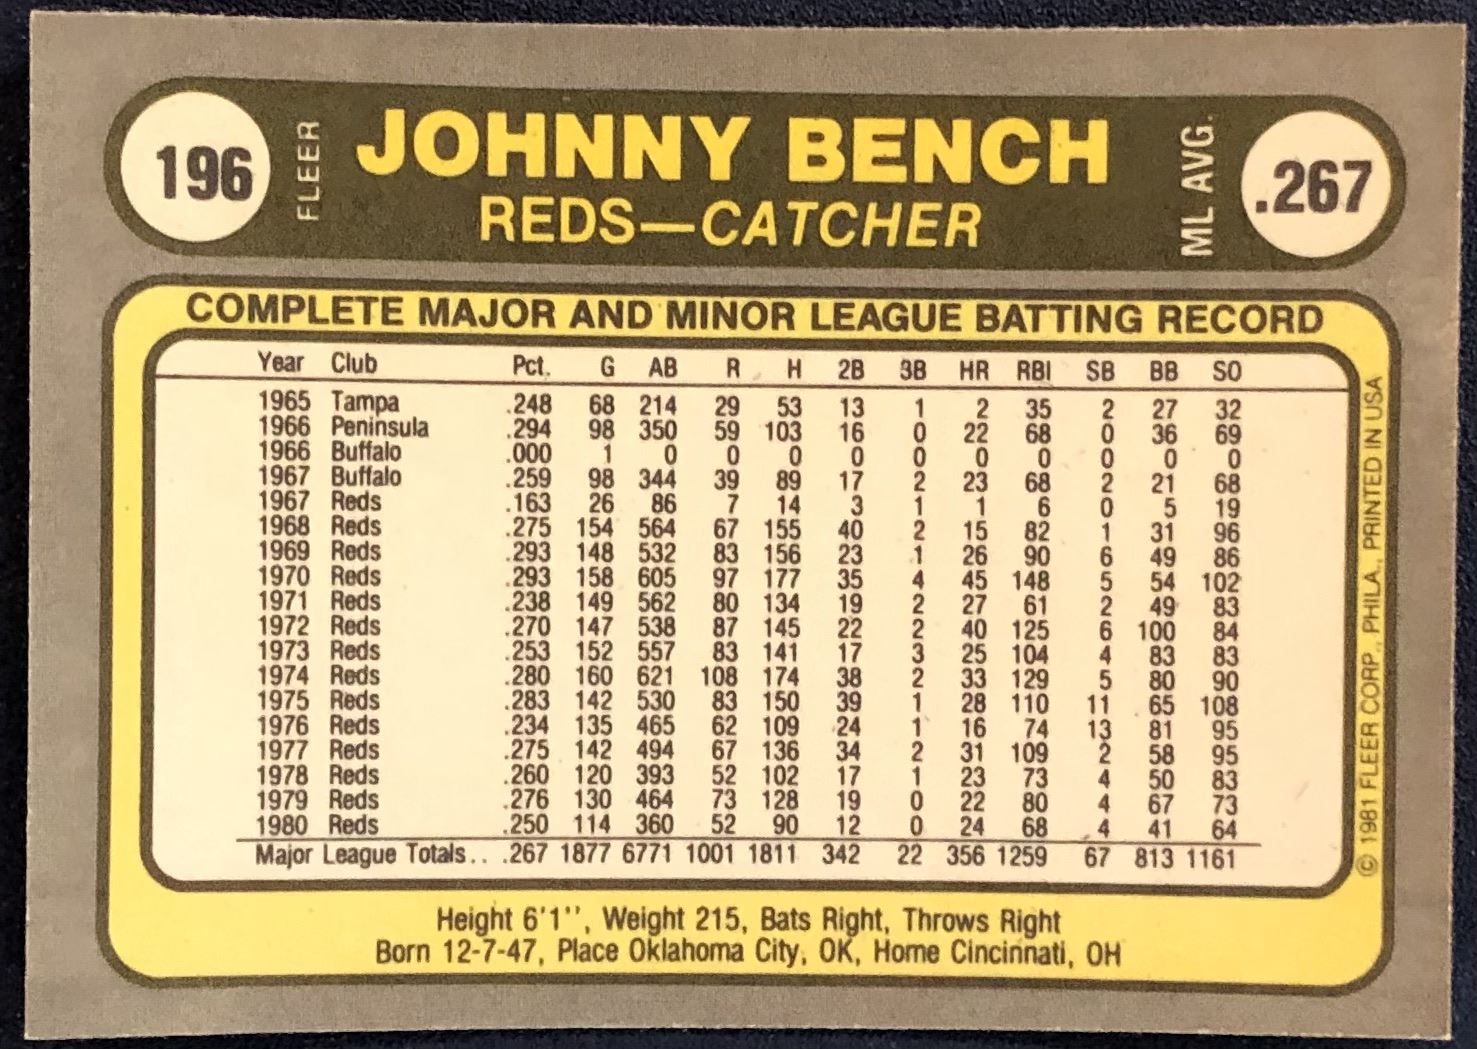 196 FLEER JOHNNY BENCH ML AVG. .267
REDS—CATCHER
COMPLETE MAJOR AND MINOR LEAGUE BATTING RECORD
Year Club Pct. G AB R H 2B 3B HR RBI SB BB SO
1965 Tampa .248 68 214 29 53 13 1 2 35 2 27 32
1966 Peninsula .294 98 350 59 103 16 0 22 68 0 36 69
1966 Buffalo .000 1 0 0 0 0 0 0 0 0 0 0
1967 Buffalo .259 98 344 39 89 17 2 23 68 2 21 68
1967 Reds .163 26 86 7 14 3 1 1 6 0 5 19
1968 Reds .275 154 564 67 155 40 2 15 82 1 31 96
1969 Reds .293 148 532 83 156 23 1 26 90 6 49 86
1970 Reds .293 158 605 97 177 35 4 45 148 5 54 102
1971 Reds .238 149 562 80 134 19 2 27 61 2 49 83
1972 Reds .270 147 538 87 145 22 2 40 125 6 100 84
1973 Reds .253 152 557 83 141 17 3 25 104 4 83 83
1974 Reds .280 160 621 108 174 38 2 33 129 5 80 90
1975 Reds .283 142 530 83 150 39 1 28 110 11 65 108
1976 Reds .234 135 465 62 109 24 1 16 74 13 81 95
1977 Reds .275 142 494 67 136 34 2 31 109 2 58 95
1978 Reds .260 120 393 52 102 17 1 23 73 4 50 83
1979 Reds .276 130 464 73 128 19 0 22 80 4 67 73
1980 Reds .250 114 360 52 90 12 0 24 68 4 41 64
Major League Totals.. .267 1877 6771 1001 1811 342 22 356 1259 67 813 1161
Height 6'1'', Weight 215, Bats Right, Throws Right
Born 12-7-47, Place Oklahoma City, OK, Home Cincinnati, OH
© 1981 FLEER CORP., PHILA., PRINTED IN USA